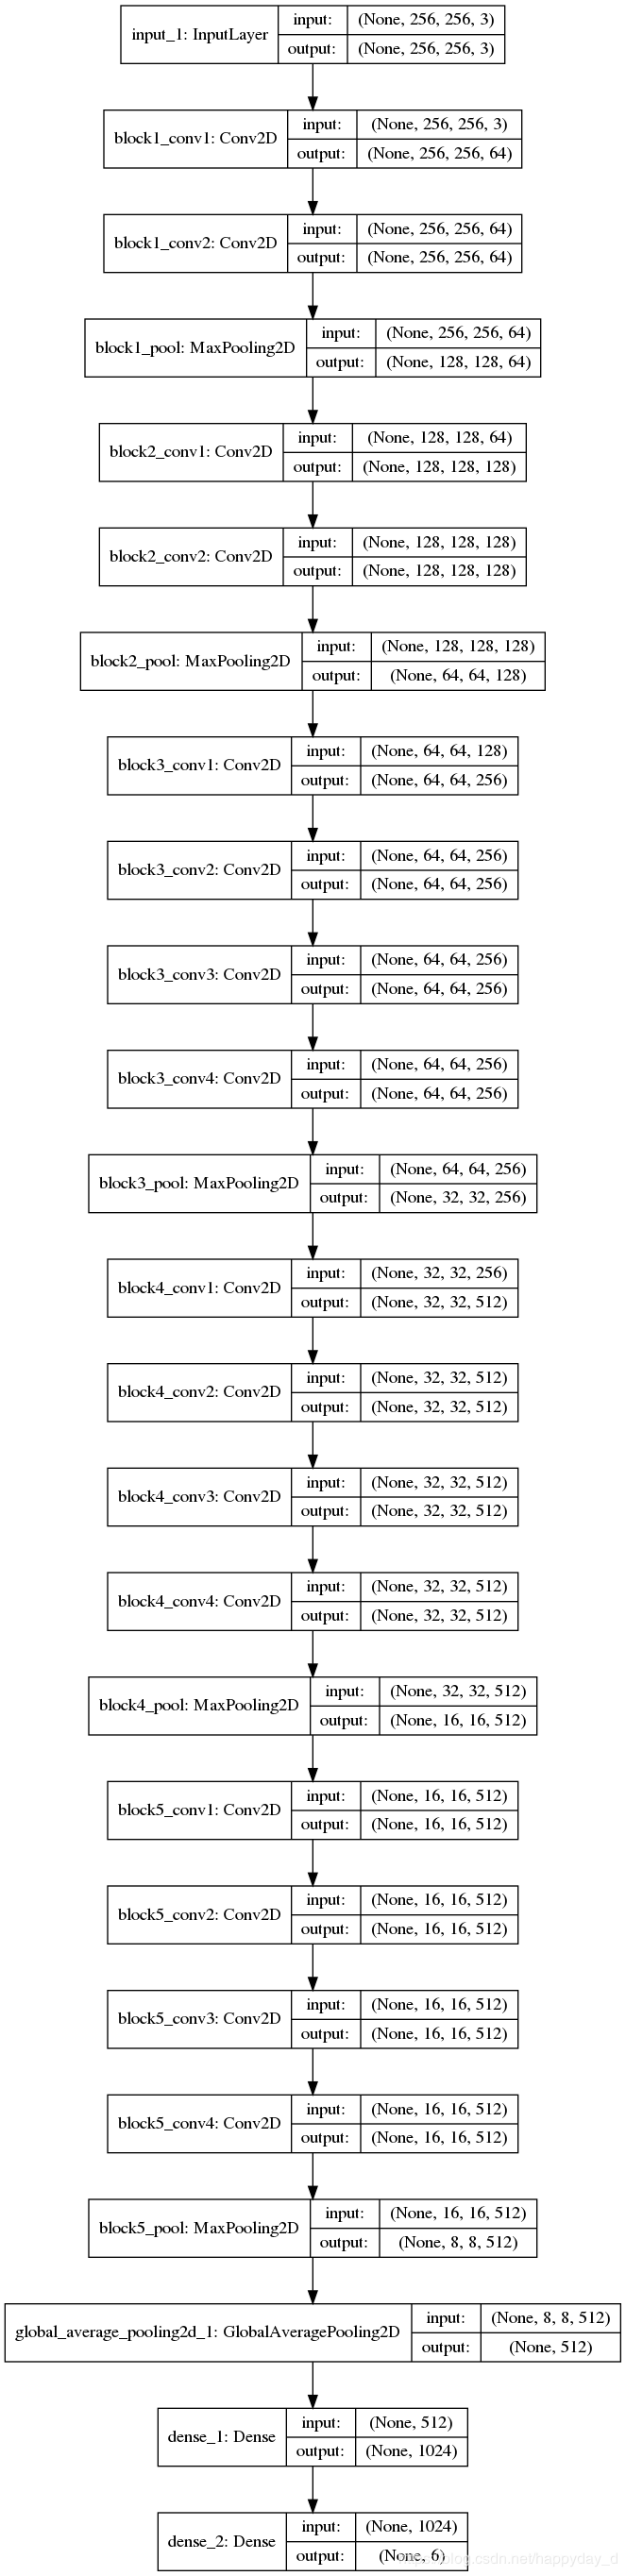 input_1: InputLayer
input: (None, 256, 256, 3)
output: (None, 256, 256, 3)
block1_conv1: Conv2D
input: (None, 256, 256, 3)
output: (None, 256, 256, 64)
block1_conv2: Conv2D
input: (None, 256, 256, 64)
output: (None, 256, 256, 64)
block1_pool: MaxPooling2D
input: (None, 256, 256, 64)
output: (None, 128, 128, 64)
block2_conv1: Conv2D
input: (None, 128, 128, 64)
output: (None, 128, 128, 128)
block2_conv2: Conv2D
input: (None, 128, 128, 128)
output: (None, 128, 128, 128)
block2_pool: MaxPooling2D
input: (None, 128, 128, 128)
output: (None, 64, 64, 128)
block3_conv1: Conv2D
input: (None, 64, 64, 128)
output: (None, 64, 64, 256)
block3_conv2: Conv2D
input: (None, 64, 64, 256)
output: (None, 64, 64, 256)
block3_conv3: Conv2D
input: (None, 64, 64, 256)
output: (None, 64, 64, 256)
block3_conv4: Conv2D
input: (None, 64, 64, 256)
output: (None, 64, 64, 256)
block3_pool: MaxPooling2D
input: (None, 64, 64, 256)
output: (None, 32, 32, 256)
block4_conv1: Conv2D
input: (None, 32, 32, 256)
output: (None, 32, 32, 512)
block4_conv2: Conv2D
input: (None, 32, 32, 512)
output: (None, 32, 32, 512)
block4_conv3: Conv2D
input: (None, 32, 32, 512)
output: (None, 32, 32, 512)
block4_conv4: Conv2D
input: (None, 32, 32, 512)
output: (None, 32, 32, 512)
block4_pool: MaxPooling2D
input: (None, 32, 32, 512)
output: (None, 16, 16, 512)
block5_conv1: Conv2D
input: (None, 16, 16, 512)
output: (None, 16, 16, 512)
block5_conv2: Conv2D
input: (None, 16, 16, 512)
output: (None, 16, 16, 512)
block5_conv3: Conv2D
input: (None, 16, 16, 512)
output: (None, 16, 16, 512)
block5_conv4: Conv2D
input: (None, 16, 16, 512)
output: (None, 16, 16, 512)
block5_pool: MaxPooling2D
input: (None, 16, 16, 512)
output: (None, 8, 8, 512)
global_average_pooling2d_1: GlobalAveragePooling2D
input: (None, 8, 8, 512)
output: (None, 512)
dense_1: Dense
input: (None, 512)
output: (None, 1024)
dense_2: Dense
input: (None, 1024)
output: (None, 6)
.csdn.net/happyday_d